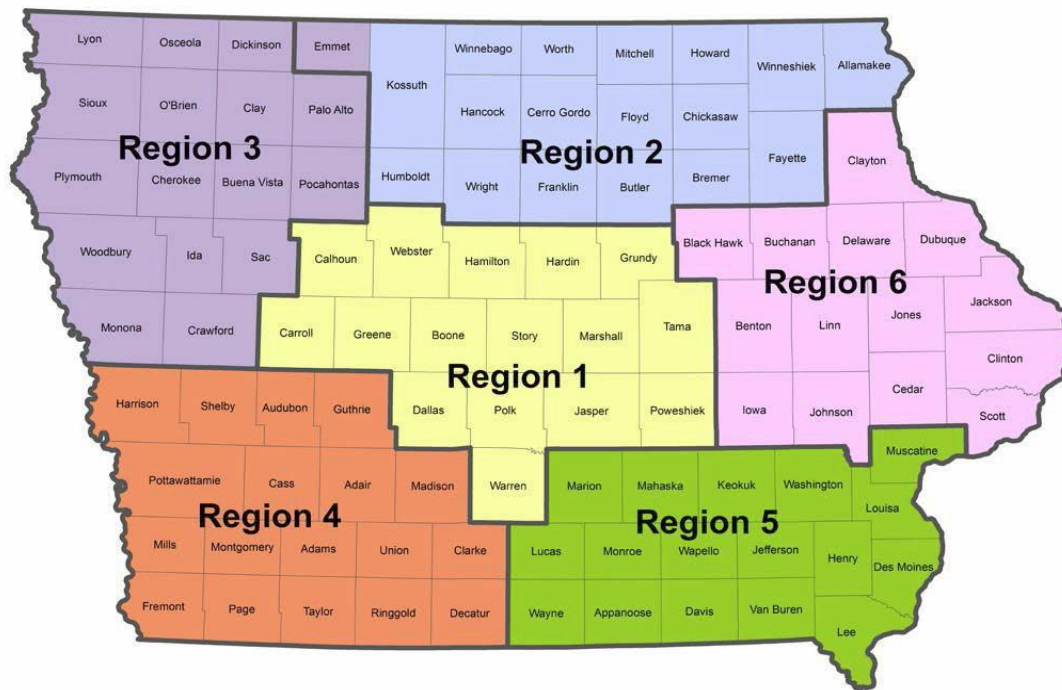 Lyon
Osceola
Dickinson
Emmet
Kossuth
Winnebago
Worth
Mitchell
Howard
Winneshiek
Allamakee
Sioux
O'Brien
Clay
Palo Alto
Hancock
Cerro Gordo
Floyd
Chickasaw
Region 3
Region 2
Fayette
Clayton
Plymouth
Cherokee
Buena Vista
Pocahontas
Humboldt
Wright
Franklin
Butler
Bremer
Woodbury
Ida
Sac
Calhoun
Webster
Hamilton
Hardin
Grundy
Black Hawk
Buchanan
Delaware
Dubuque
Region 6
Monona
Crawford
Carroll
Greene
Boone
Story
Marshall
Tama
Benton
Linn
Jones
Jackson
Clinton
Region 1
Harrison
Shelby
Audubon
Guthrie
Dallas
Polk
Jasper
Poweshiek
Iowa
Johnson
Cedar
Scott
Muscatine
Pottawattamie
Cass
Adair
Madison
Warren
Marion
Mahaska
Keokuk
Washington
Louisa
Region 4
Region 5
Mills
Montgomery
Adams
Union
Clarke
Lucas
Monroe
Wapello
Jefferson
Henry
Des Moines
Fremont
Page
Taylor
Ringgold
Decatur
Wayne
Appanoose
Davis
Van Buren
Lee